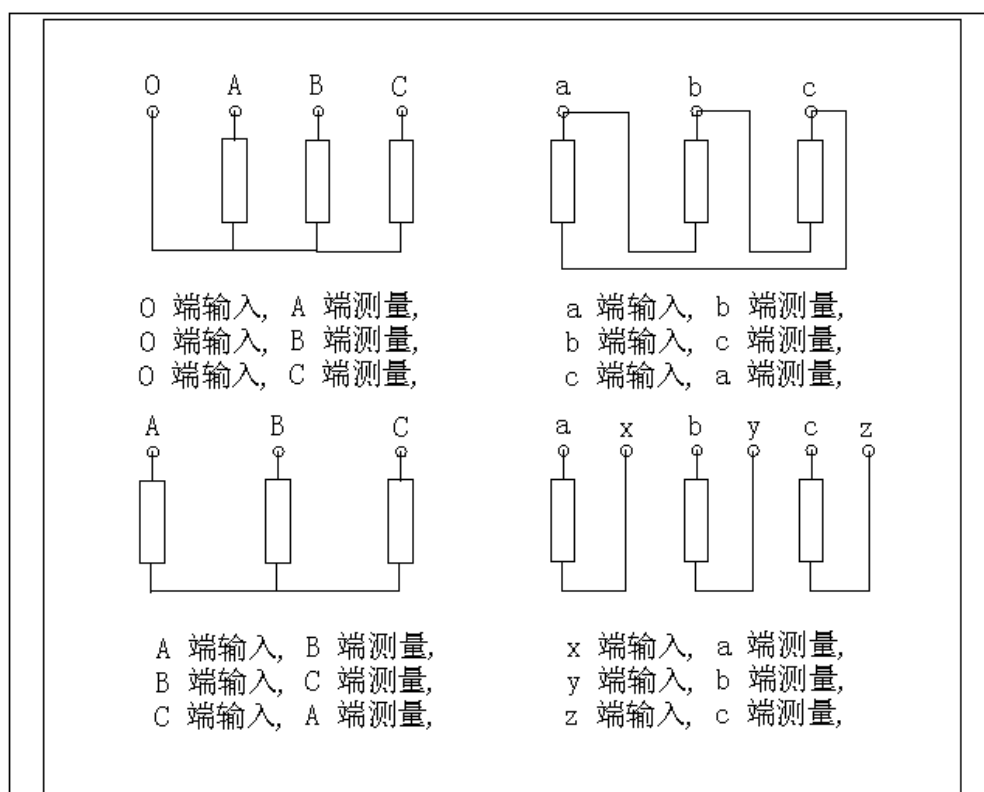 O A B C
a b c
O 端输入, A 端测量,
O 端输入, B 端测量,
O 端输入, C 端测量,
a 端输入, b 端测量,
b 端输入, c 端测量,
c 端输入, a 端测量,
A B C
a x b y c z
A 端输入, B 端测量,
B 端输入, C 端测量,
C 端输入, A 端测量,
x 端输入, a 端测量,
y 端输入, b 端测量,
z 端输入, c 端测量,